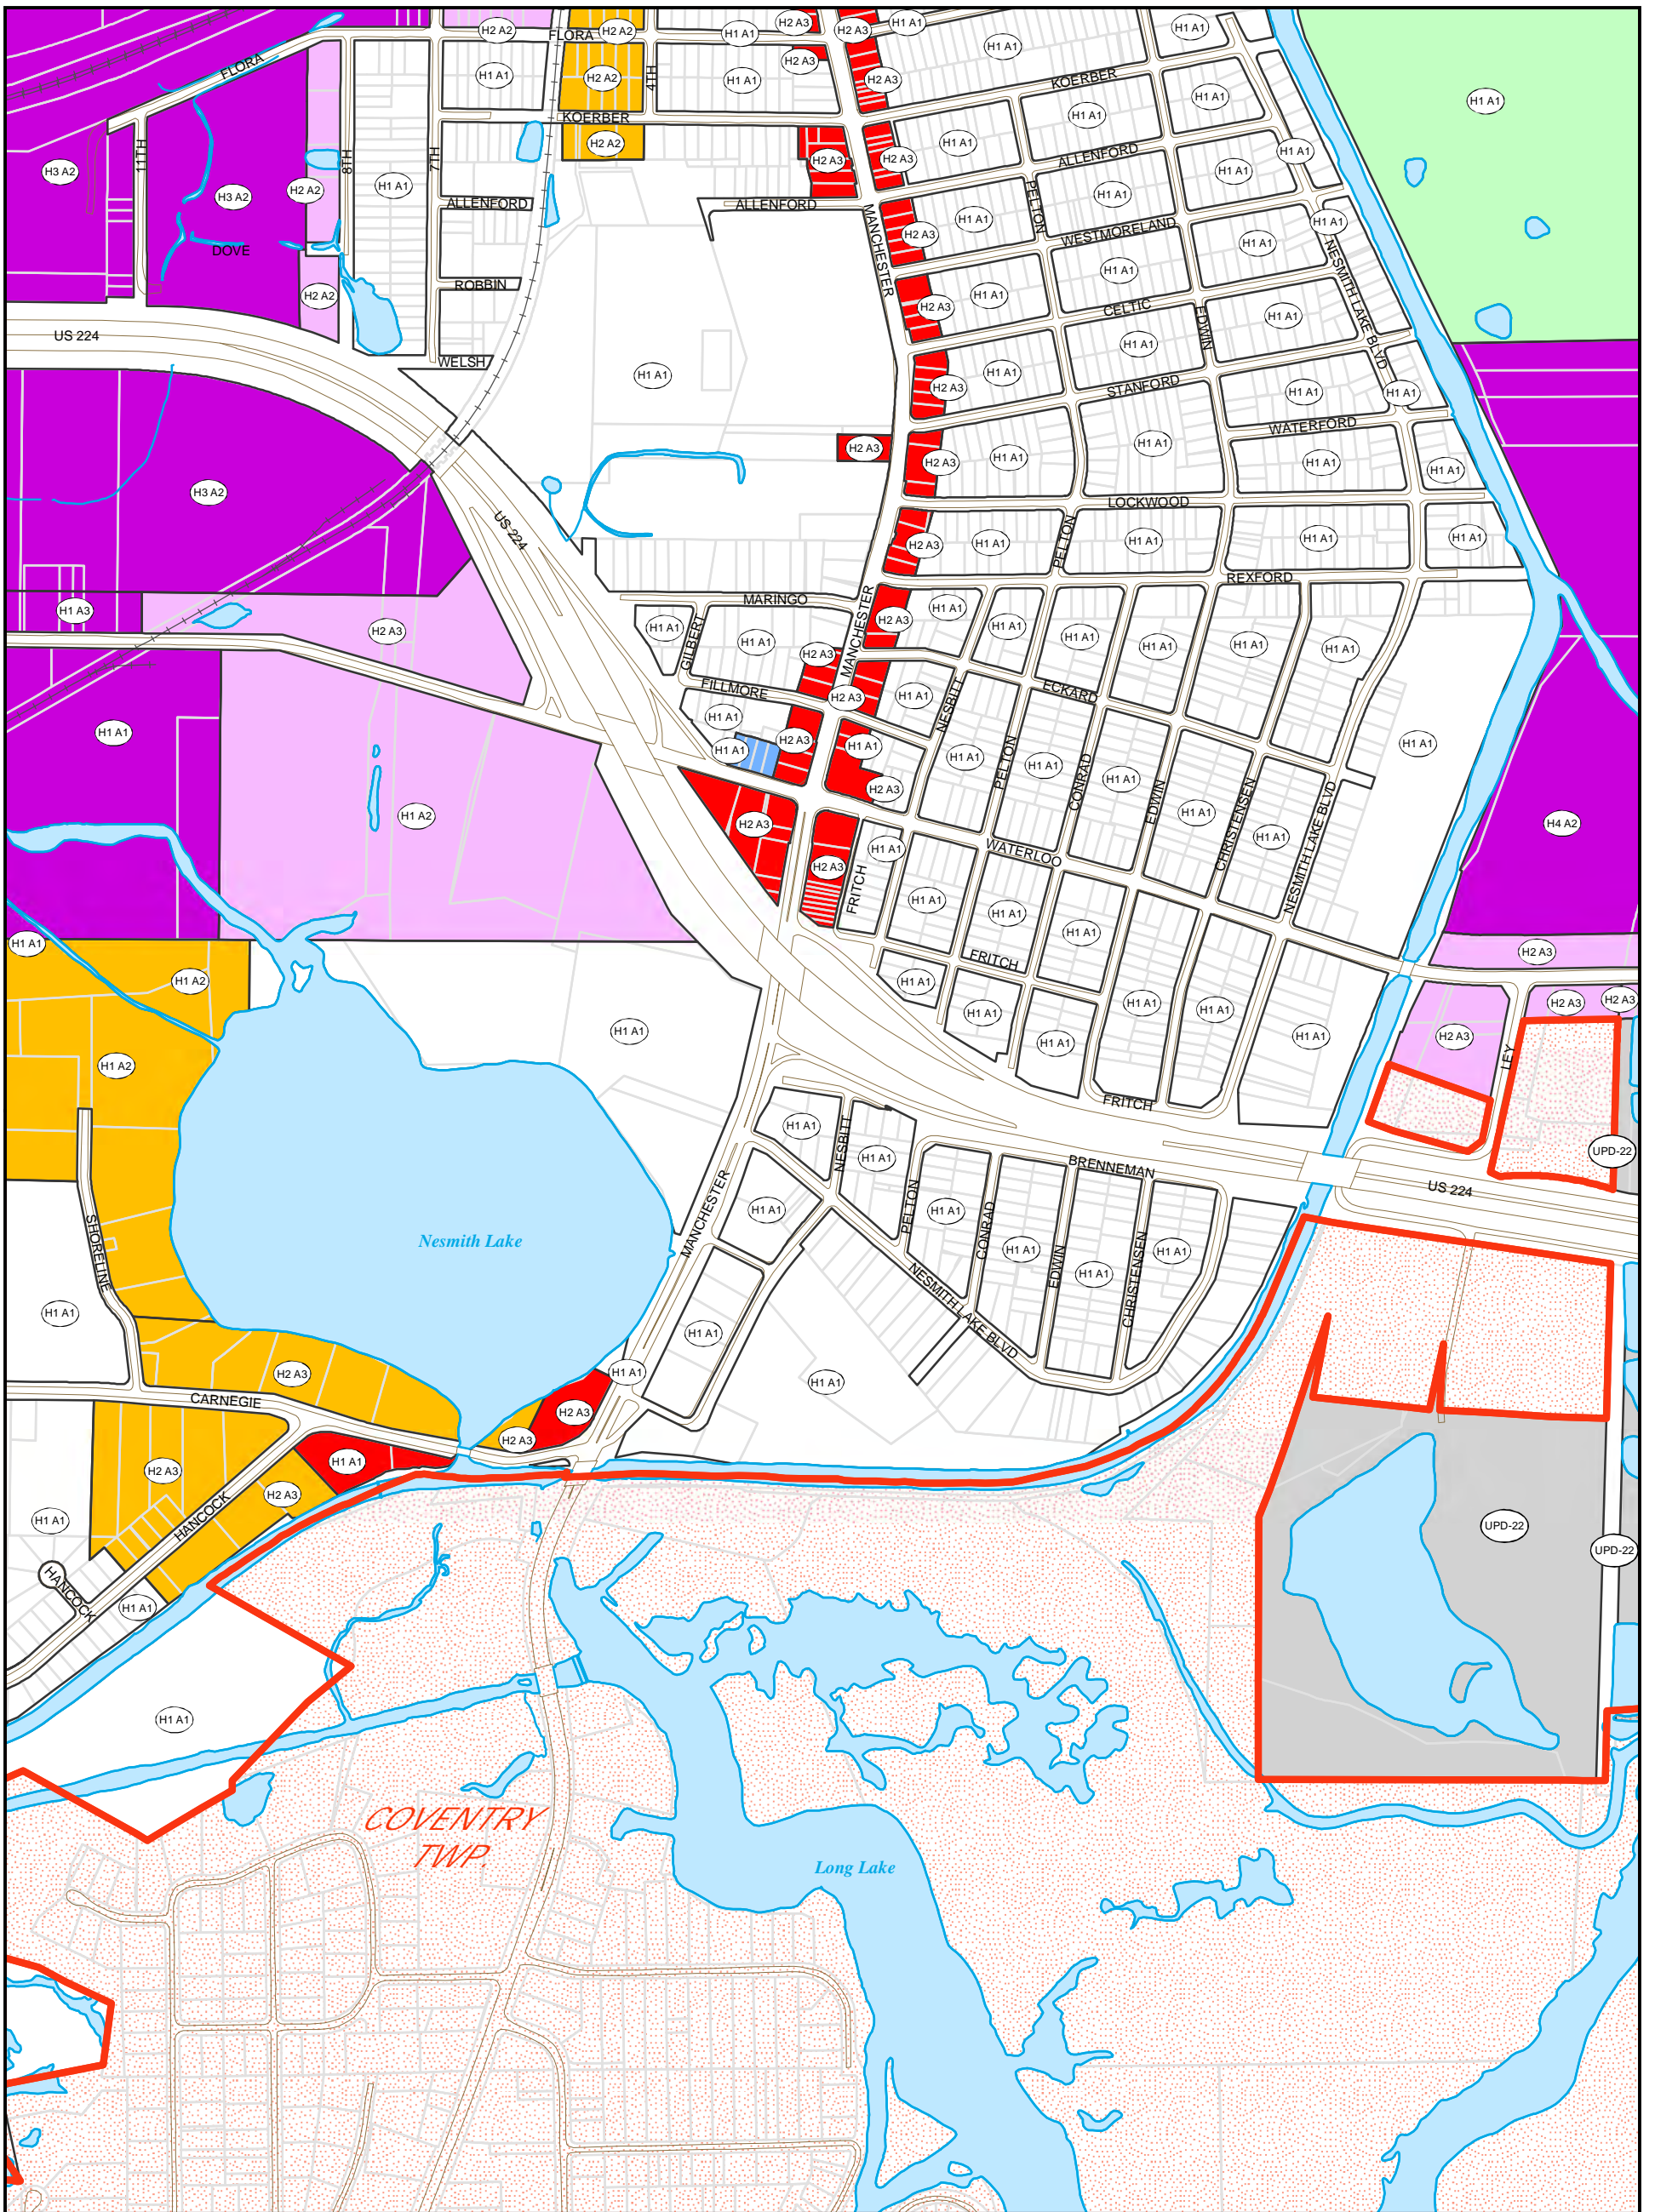 H2 A2
FLORA
H2 A2
H1 A1
H2 A3
H2 A3
H1 A1
H1 A1
H1 A1
FLORA
H1 A1
H2 A2
4TH
H1 A1
H2 A3
H2 A3
KOERBER
H1 A1
H1 A1
KOERBER
H2 A2
H1 A1
H1 A1
H1 A1
H3 A2
11TH
H3 A2
H2 A2
8TH
H1 A1
7TH
H2 A3
H2 A3
ALLENFORD
H1 A1
H1 A1
ALLENFORD
ALLENFORD
MANCHESTER
H1 A1
PELTON
H1 A1
H1 A1
DOVE
H2 A3
WESTMORELAND
H1 A1
NESMITH LAKE BLVD
ROBBIN
H2 A2
H2 A3
H1 A1
H1 A1
CELTIC
EDWIN
H1 A1
US 224
WELSH
H1 A1
H2 A3
H1 A1
H1 A1
STANFORD
H1 A1
H1 A1
WATERFORD
H2 A3
H2 A3
H1 A1
H1 A1
H1 A1
H1 A1
H3 A2
US 224
LOCKWOOD
H2 A3
H1 A1
PELTON
H1 A1
H1 A1
H1 A1
REXFORD
H1 A3
MARINGO
MANCHESTER
H2 A3
H1 A1
H1 A1
H2 A3
H1 A1
GILBERT
H1 A1
H2 A3
H1 A1
H1 A1
H1 A1
H1 A1
FILLMORE
H2 A3
H1 A1
NESBITT
ECKARD
H1 A1
H1 A1
H1 A1
H2 A3
H1 A1
H1 A1
PELTON
H1 A1
CONRAD
H1 A1
EDWIN
H1 A1
CHRISTENSEN
H1 A1
NESMITH LAKE BLVD
H1 A1
H2 A3
H1 A2
H2 A3
H4 A2
H2 A3
FRITCH
H1 A1
WATERLOO
H1 A1
H1 A1
H1 A1
H1 A1
H1 A2
H2 A3
FRITCH
H1 A1
H1 A1
H1 A1
H1 A1
H1 A1
H1 A1
H1 A1
H2 A3
H2 A3
H2 A3
LEY
H1 A2
FRITCH
H1 A1
NESBITT
H1 A1
BRENNEMAN
UPD-22
US 224
SHORELINE
Nesmith Lake
MANCHESTER
H1 A1
PELTON
H1 A1
CONRAD
H1 A1
EDWIN
H1 A1
CHRISTENSEN
H1 A1
H1 A1
NESMITH LAKE BLVD
H1 A1
H2 A3
H1 A1
H1 A1
CARNEGIE
H2 A3
H2 A3
H1 A1
H2 A3
H2 A3
H1 A1
HANCOCK
HANCOCK
H1 A1
UPD-22
UPD-22
H1 A1
COVENTRY
TWP.
Long Lake